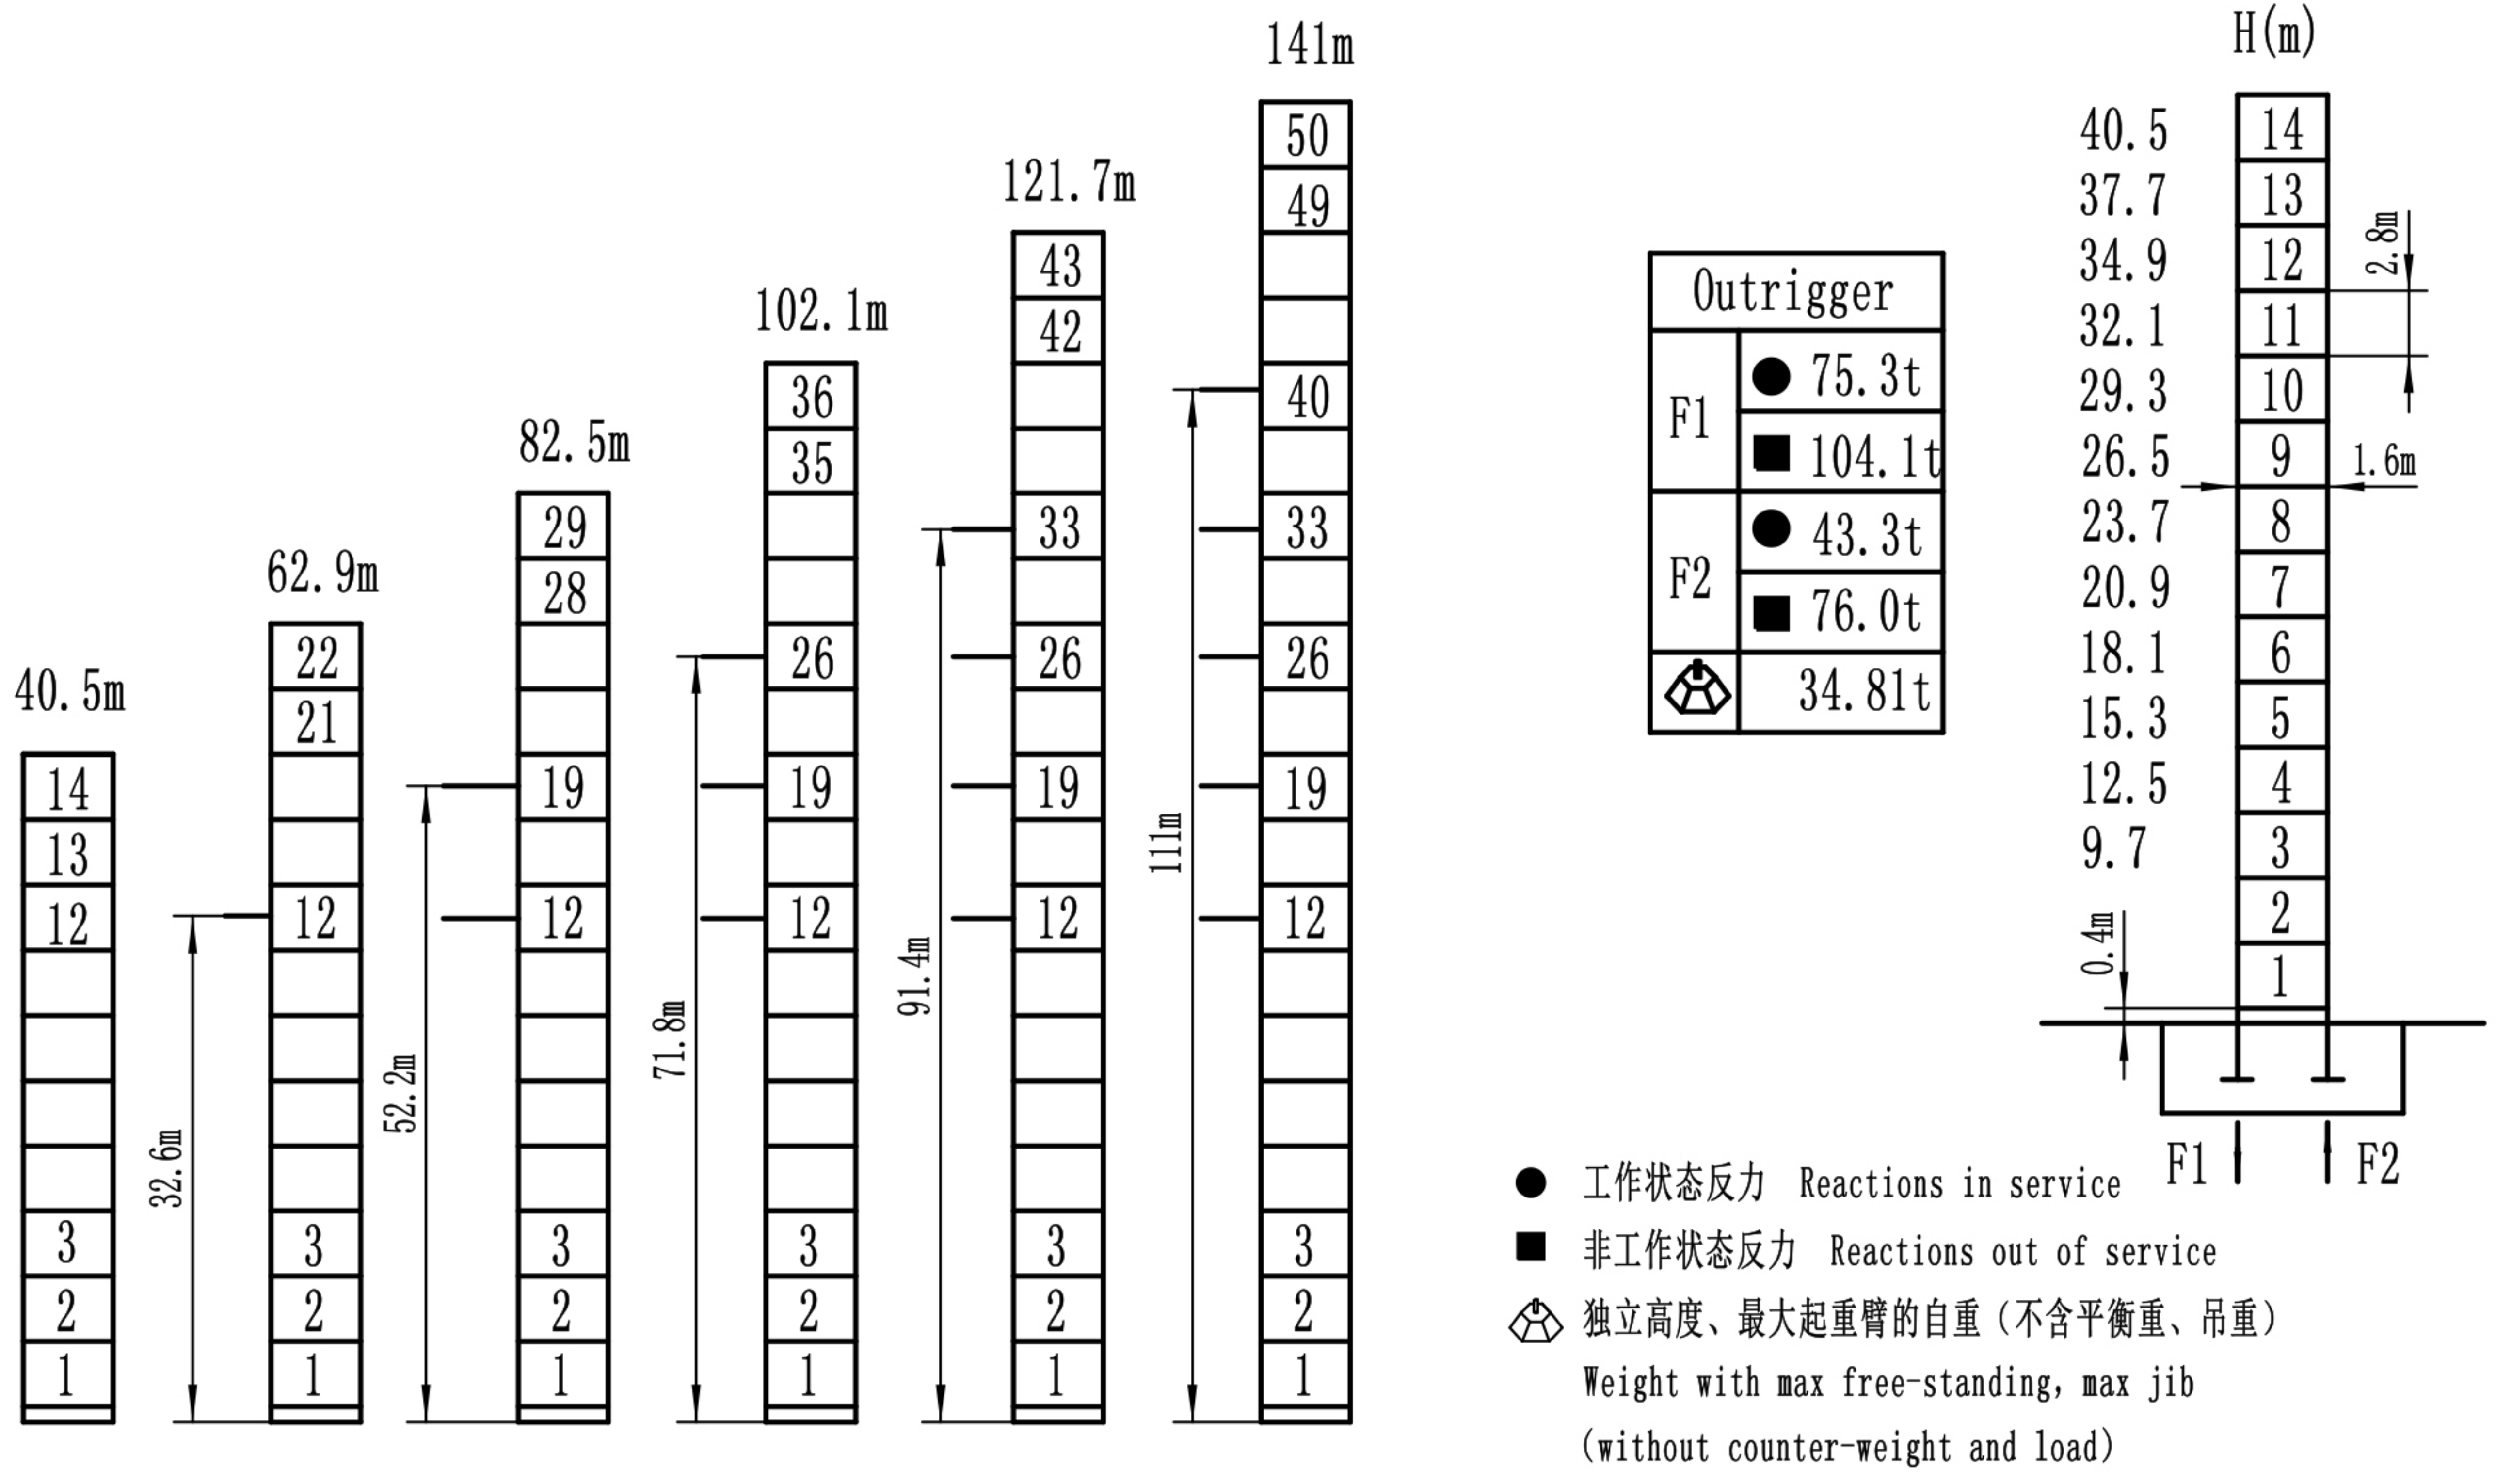 40.5m
14
13
12
3
2
1
62.9m
22
21
12
3
2
1
32.6m
82.5m
29
28
19
12
3
2
1
52.2m
102.1m
36
35
26
19
12
3
2
1
71.8m
121.7m
43
42
33
26
19
12
3
2
1
91.4m
141m
50
49
40
33
26
19
12
3
2
1
111m
Outrigger
F1
75.3t
104.1t
F2
43.3t
76.0t
34.81t
H(m)
40.5 14
37.7 13
34.9 12
32.1 11
29.3 10
26.5 9
23.7 8
20.9 7
18.1 6
15.3 5
12.5 4
9.7 3
2
1
2.8m
1.6m
0.4m
F1
F2
工作状态反力 Reactions in service
非工作状态反力 Reactions out of service
独立高度、最大起重臂的自重(不含平衡重、吊重)
Weight with max free-standing, max jib
(without counter-weight and load)